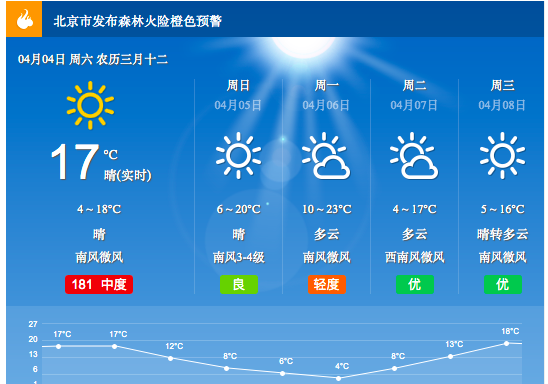 北京市发布森林火险橙色预警
04月04日 周六 农历三月十二
17
℃
晴(实时)
4～18℃
晴
南风微风
181 中度
周日
04月05日
6～20℃
晴
南风3-4级
良
周一
04月06日
10～23℃
多云
南风微风
轻度
周二
04月07日
4～17℃
多云
西南风微风
优
周三
04月08日
5～16℃
晴转多云
南风微风
优
27
20
13
6
17℃
17℃
12℃
8℃
6℃
4℃
8℃
13℃
18℃